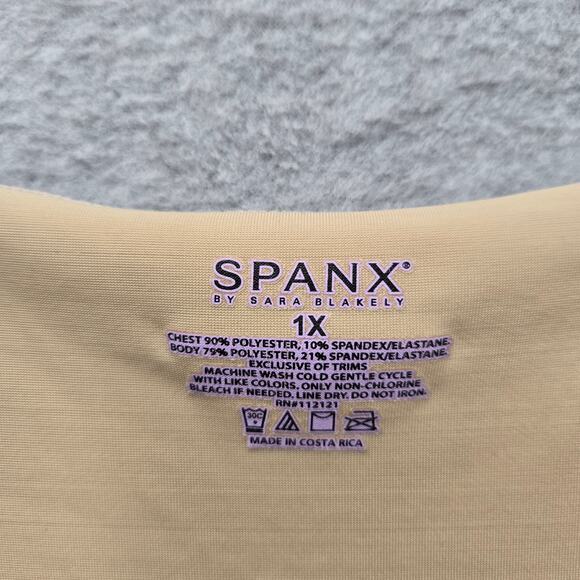 SPANX®
BY SARA BLAKELY
1X
CHEST 90% POLYESTER, 10% SPANDEX/ELASTANE.
BODY 79% POLYESTER, 21% SPANDEX/ELASTANE.
EXCLUSIVE OF TRIMS
MACHINE WASH COLD GENTLE CYCLE
WITH LIKE COLORS. ONLY NON-CHLORINE
BLEACH IF NEEDED. LINE DRY. DO NOT IRON.
RN#112121
30C
MADE IN COSTA RICA